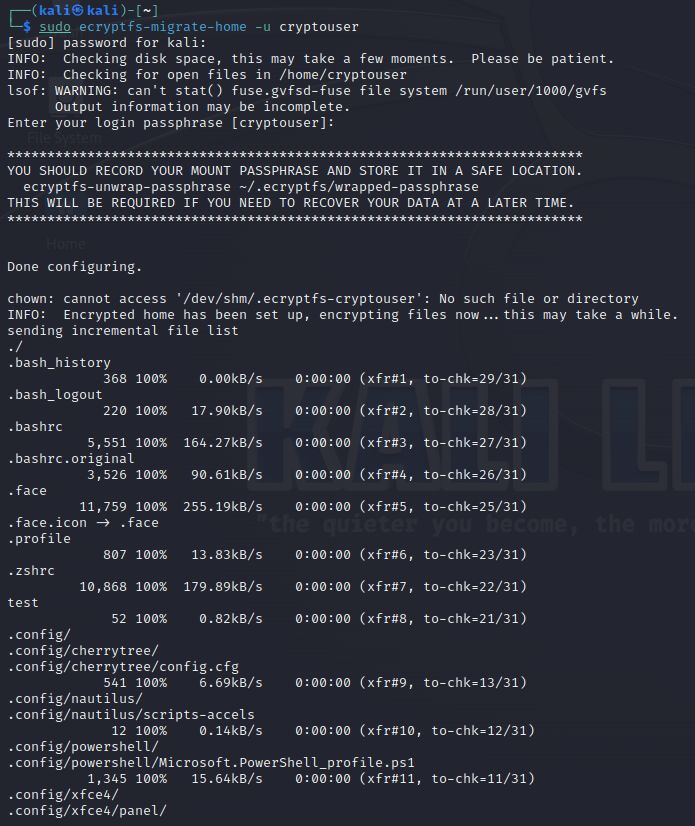 ┌──(kali㉿kali)-[~]
└─$ sudo ecryptfs-migrate-home -u cryptouser
[sudo] password for kali:
INFO:  Checking disk space, this may take a few moments.  Please be patient.
INFO:  Checking for open files in /home/cryptouser
lsof: WARNING: can't stat() fuse.gvfsd-fuse file system /run/user/1000/gvfs
      Output information may be incomplete.
Enter your login passphrase [cryptouser]:
File System
************************************************************************
YOU SHOULD RECORD YOUR MOUNT PASSPHRASE AND STORE IT IN A SAFE LOCATION.
  ecryptfs-unwrap-passphrase ~/.ecryptfs/wrapped-passphrase
THIS WILL BE REQUIRED IF YOU NEED TO RECOVER YOUR DATA AT A LATER TIME.
************************************************************************
Home
Done configuring.
chown: cannot access '/dev/shm/.ecryptfs-cryptouser': No such file or directory
INFO:  Encrypted home has been set up, encrypting files now...this may take a while.
sending incremental file list
./
.bash_history
            368 100%    0.00kB/s    0:00:00 (xfr#1, to-chk=29/31)
.bash_logout
            220 100%   17.90kB/s    0:00:00 (xfr#2, to-chk=28/31)
.bashrc
          5,551 100%  164.27kB/s    0:00:00 (xfr#3, to-chk=27/31)
.bashrc.original
          3,526 100%   90.61kB/s    0:00:00 (xfr#4, to-chk=26/31)
.face
         11,759 100%  255.19kB/s    0:00:00 (xfr#5, to-chk=25/31)
.face.icon -> .face
.profile
            807 100%   13.83kB/s    0:00:00 (xfr#6, to-chk=23/31)
.zshrc
         10,868 100%  179.89kB/s    0:00:00 (xfr#7, to-chk=22/31)
test
             52 100%    0.82kB/s    0:00:00 (xfr#8, to-chk=21/31)
.config/
.config/cherrytree/
.config/cherrytree/config.cfg
            541 100%    6.69kB/s    0:00:00 (xfr#9, to-chk=13/31)
.config/nautilus/
.config/nautilus/scripts-accels
             12 100%    0.14kB/s    0:00:00 (xfr#10, to-chk=12/31)
.config/powershell/
.config/powershell/Microsoft.PowerShell_profile.ps1
          1,345 100%   15.64kB/s    0:00:00 (xfr#11, to-chk=11/31)
.config/xfce4/
.config/xfce4/panel/
KALI LI
"the quieter you become, the mor